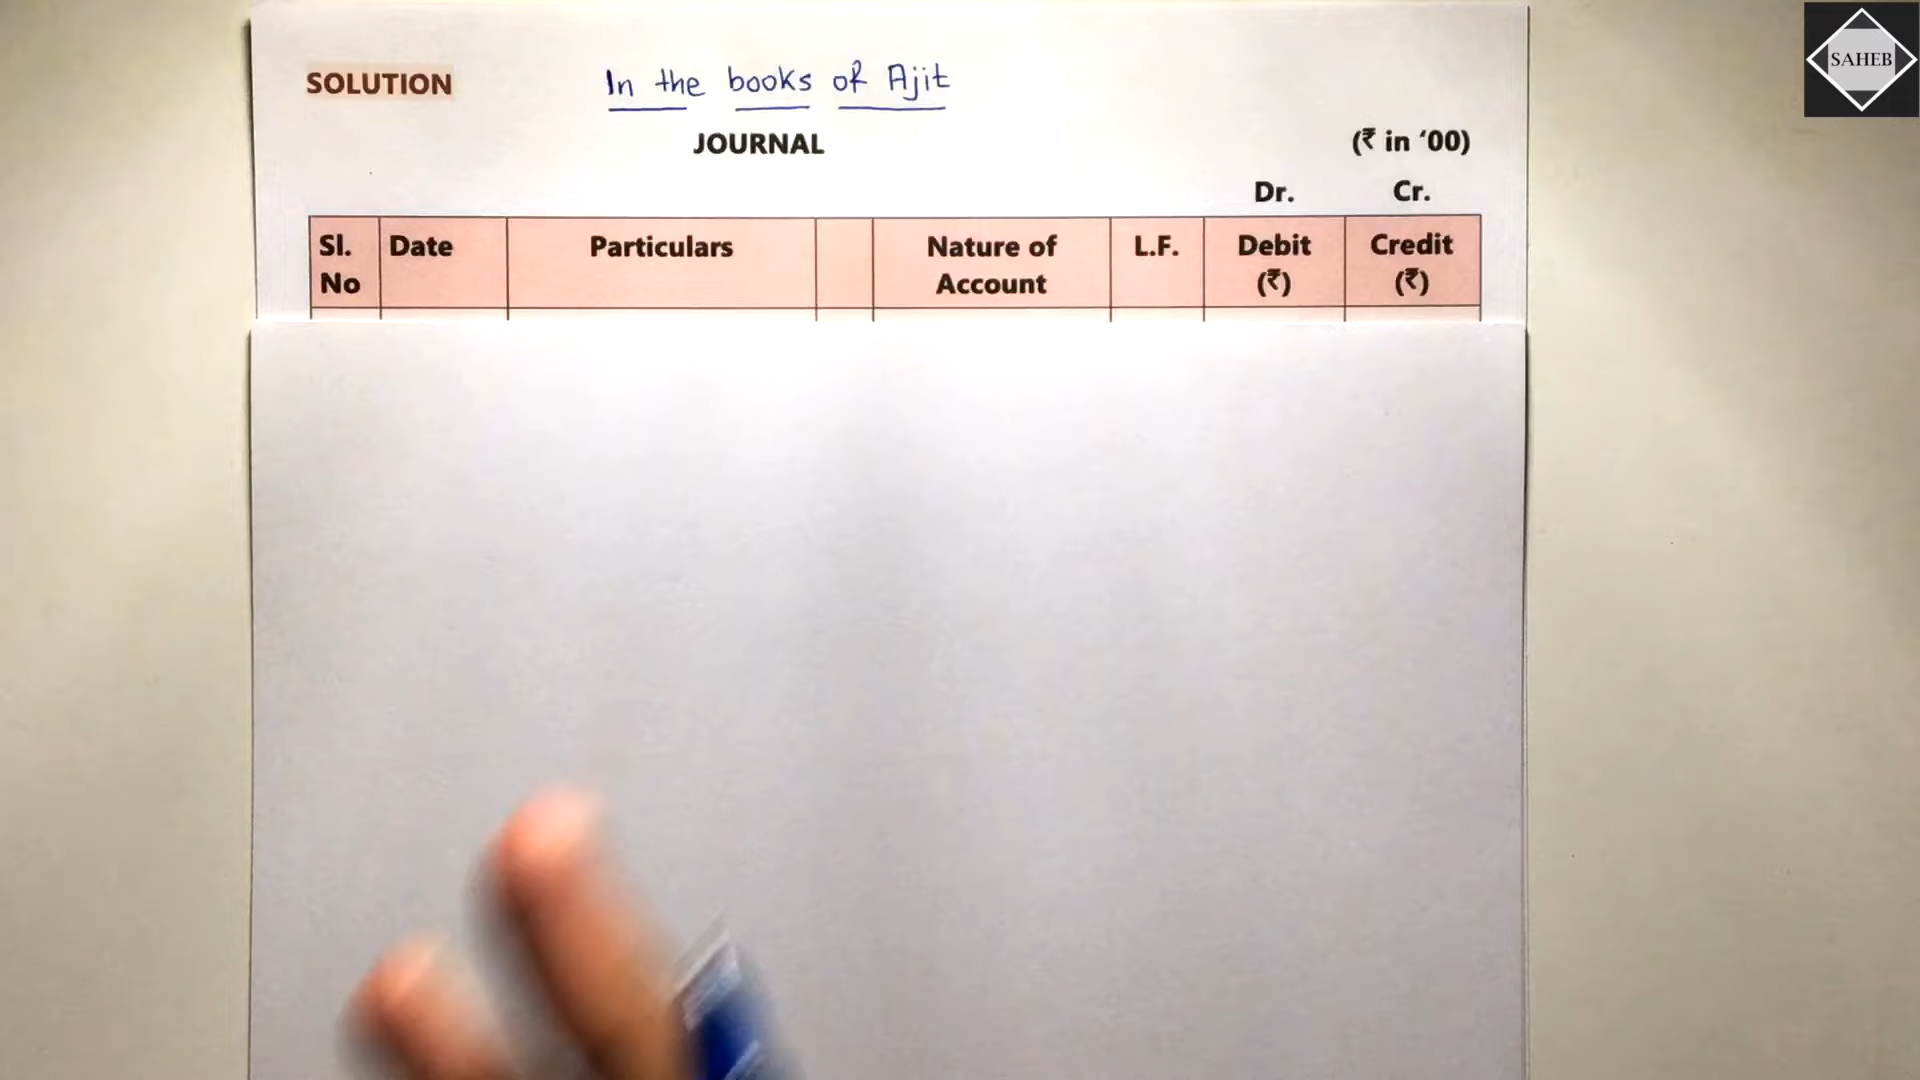 SAHEB
SOLUTION
In the books of Ajit
JOURNAL
(₹ in ‘00)
Dr. Cr.
Sl. No Date Particulars Nature of Account L.F. Debit (₹) Credit (₹)